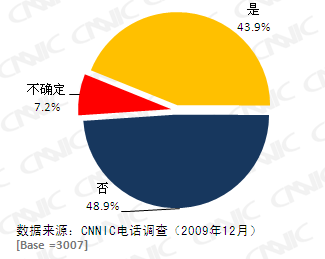 是
43.9%
不确定
7.2%
否
48.9%
数据来源：CNNIC电话调查（2009年12月）
[Base =3007]
CNNIC